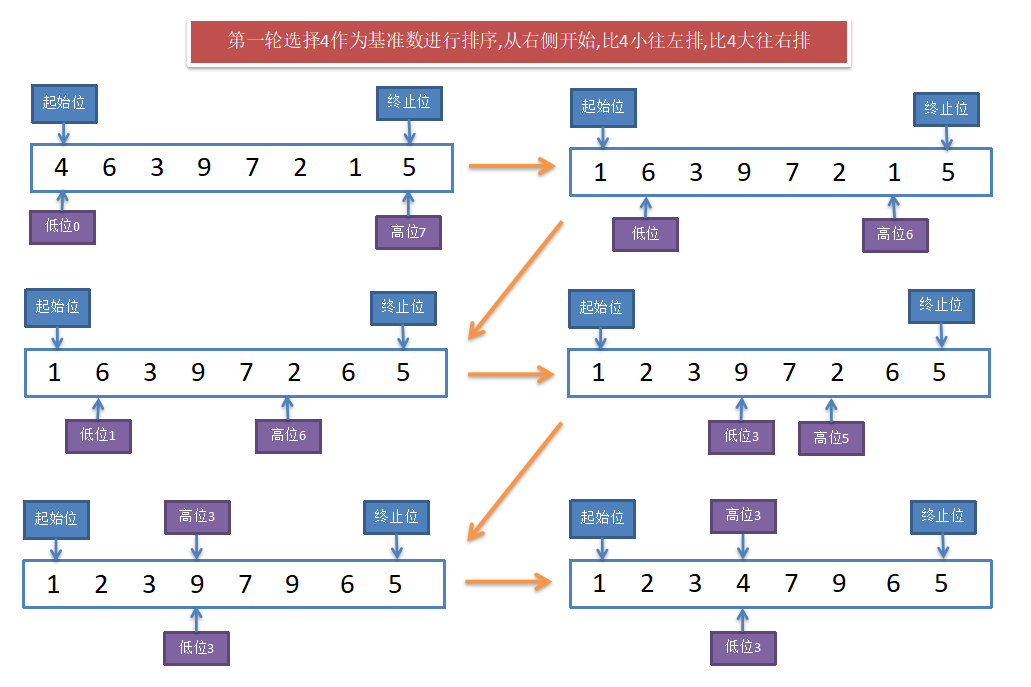 第一轮选择4作为基准数进行排序,从右侧开始,比4小往左排,比4大往右排
起始位 终止位
4 6 3 9 7 2 1 5
低位0 高位7
起始位 终止位
1 6 3 9 7 2 1 5
低位 高位6
起始位 终止位
1 6 3 9 7 2 6 5
低位1 高位6
起始位 终止位
1 2 3 9 7 2 6 5
低位3 高位5
起始位 高位3 终止位
1 2 3 9 7 9 6 5
低位3
起始位 高位3 终止位
1 2 3 4 7 9 6 5
低位3